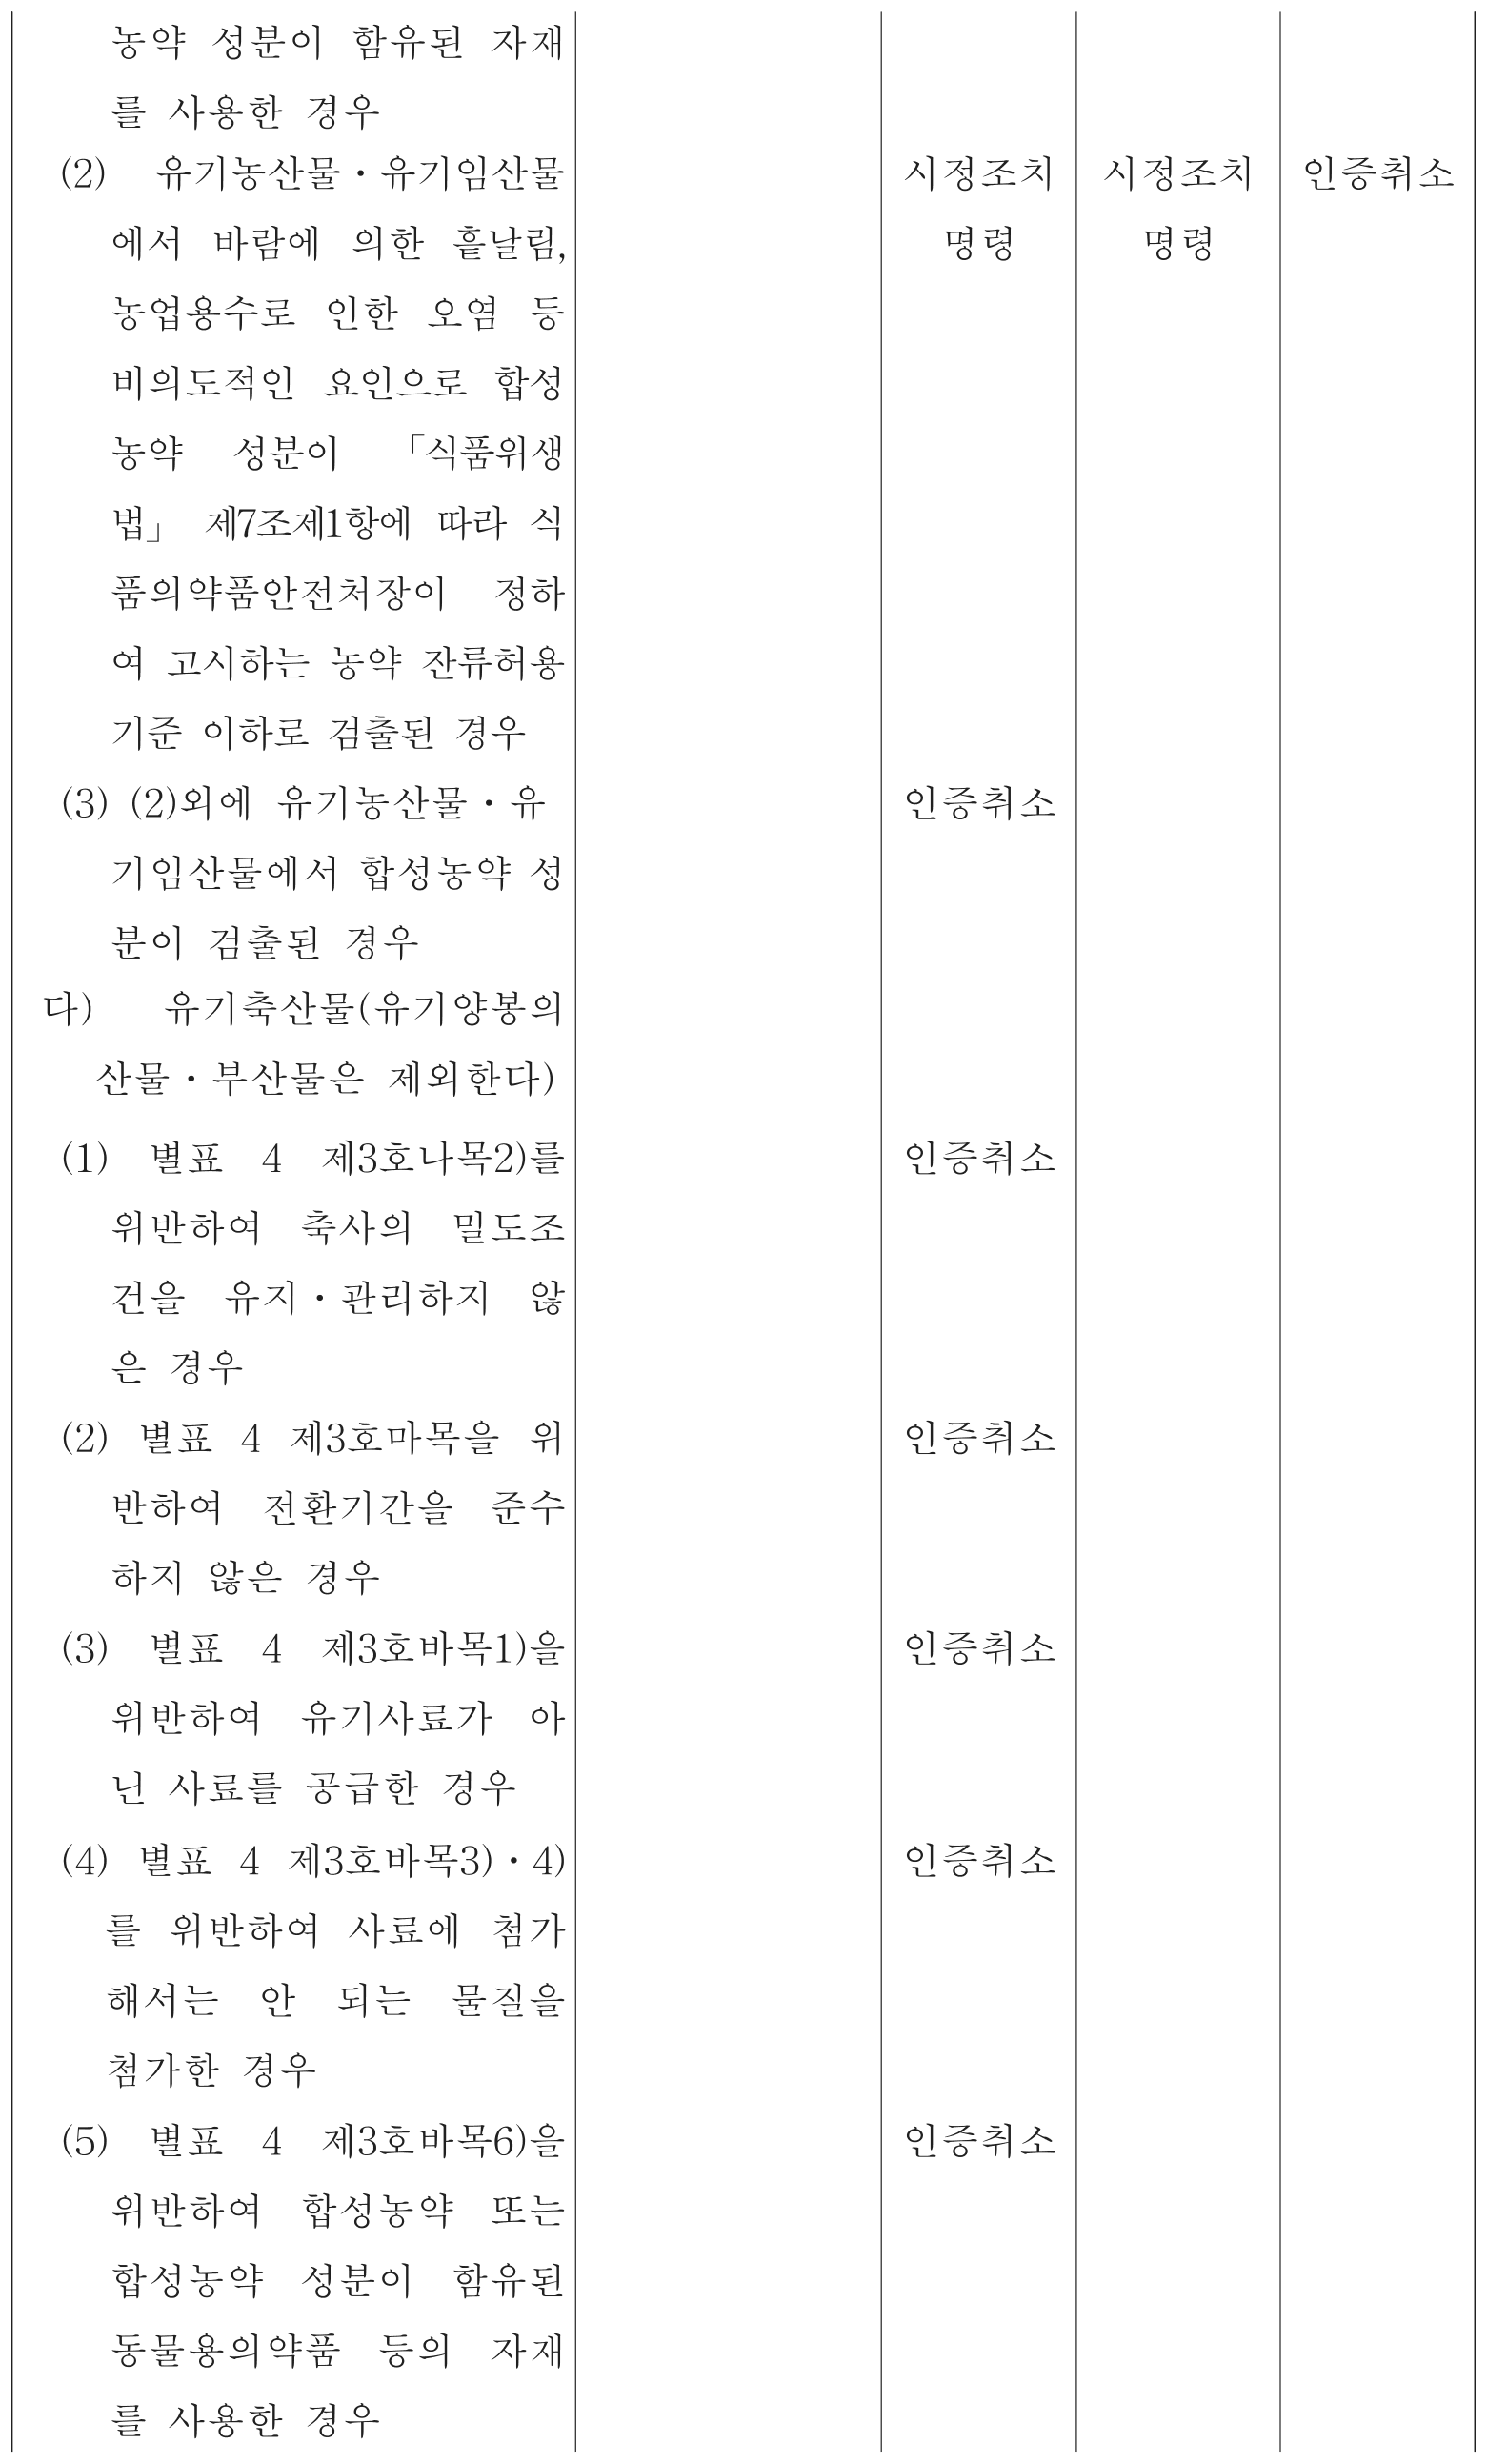 농약 성분이 함유된 자재
를 사용한 경우
(2) 유기농산물・유기임산물 시정조치 시정조치 인증취소
에서 바람에 의한 흩날림, 명령 명령
농업용수로 인한 오염 등
비의도적인 요인으로 합성
농약 성분이 「식품위생
법」 제7조제1항에 따라 식
품의약품안전처장이 정하
여 고시하는 농약 잔류허용
기준 이하로 검출된 경우
(3) (2)외에 유기농산물・유 인증취소
기임산물에서 합성농약 성
분이 검출된 경우
다) 유기축산물(유기양봉의
산물・부산물은 제외한다)
(1) 별표 4 제3호나목2)를 인증취소
위반하여 축사의 밀도조
건을 유지・관리하지 않
은 경우
(2) 별표 4 제3호마목을 위 인증취소
반하여 전환기간을 준수
하지 않은 경우
(3) 별표 4 제3호바목1)을 인증취소
위반하여 유기사료가 아
닌 사료를 공급한 경우
(4) 별표 4 제3호바목3)・4) 인증취소
를 위반하여 사료에 첨가
해서는 안 되는 물질을
첨가한 경우
(5) 별표 4 제3호바목6)을 인증취소
위반하여 합성농약 또는
합성농약 성분이 함유된
동물용의약품 등의 자재
를 사용한 경우